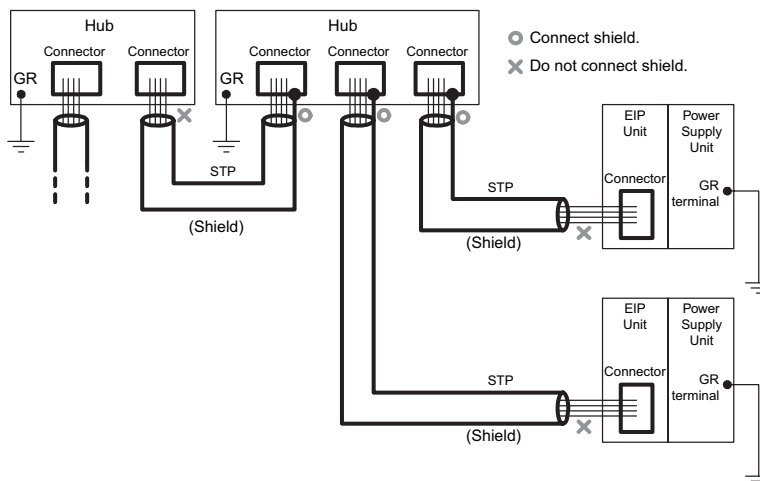 Hub
Hub
Connect shield.
Do not connect shield.
Connector
Connector
Connector
Connector
Connector
GR
GR
STP
(Shield)
EIP
Unit
Power
Supply
Unit
Connector
GR
terminal
STP
(Shield)
EIP
Unit
Power
Supply
Unit
Connector
GR
terminal
STP
(Shield)